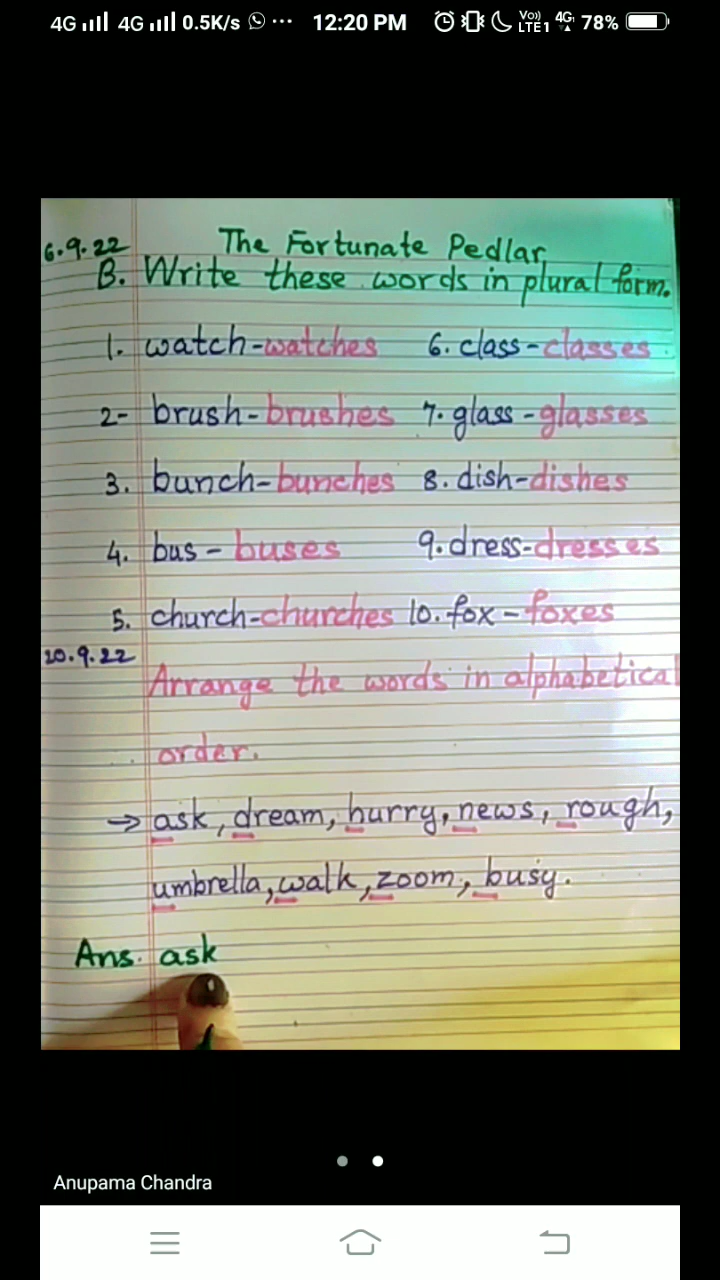 4G 4G 0.5K/s ... 12:20 PM Vo)) LTE1 4G 78%
6.9.22 The Fortunate Pedlar
B. Write these words in plural form.
1. watch-watches 6. class-classes
2- brush-brushes 7. glass-glasses
3. bunch-bunches 8. dish-dishes
4. bus-buses 9. dress-dresses
5. church-churches 10. fox-foxes
10.9.22
Arrange the words in alphabetical
order.
→ ask, dream, hurry, news, rough,
umbrella, walk, zoom, busy.
Ans. ask
Anupama Chandra